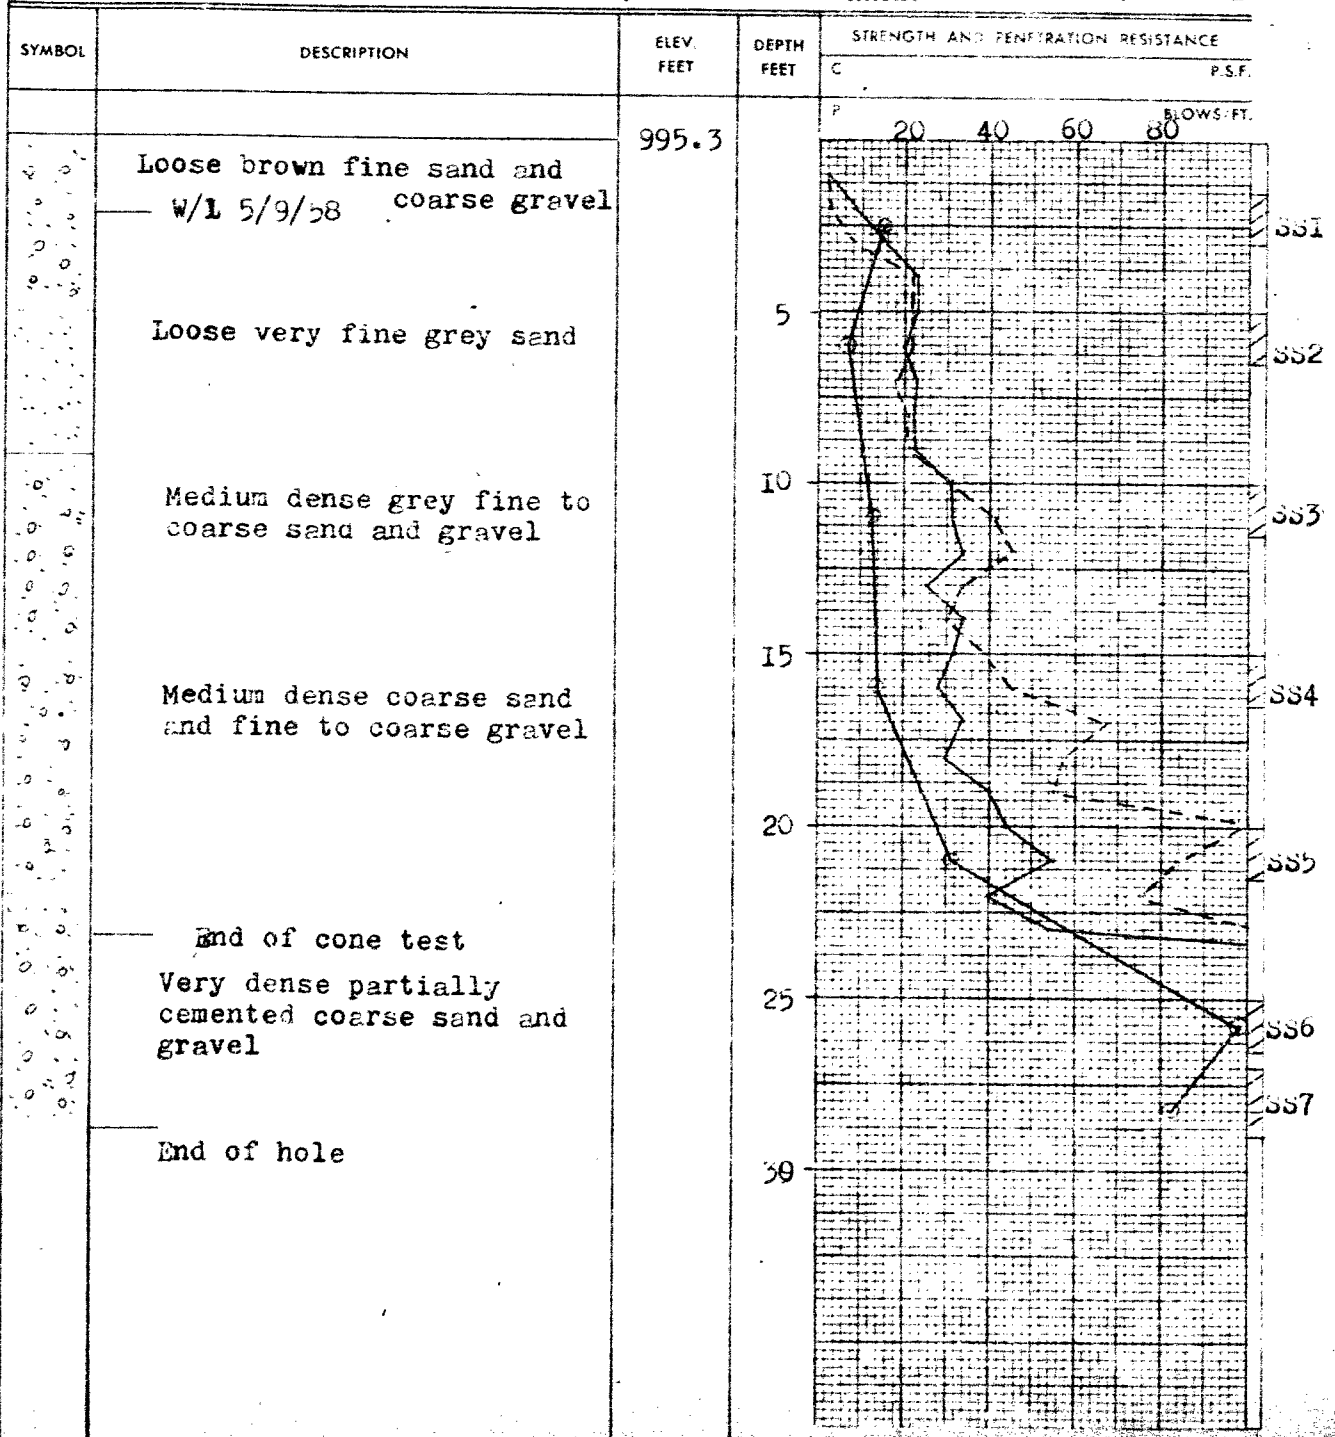 SYMBOL
DESCRIPTION
ELEV.
FEET
DEPTH
FEET
STRENGTH AND PENETRATION RESISTANCE
C
P.S.F.
P
BLOWS/FT.
20 40 60 80
995.3
Loose brown fine sand and
coarse gravel
W/L 5/9/58
SS1
5
Loose very fine grey sand
SS2
10
Medium dense grey fine to
coarse sand and gravel
SS3
15
Medium dense coarse sand
and fine to coarse gravel
SS4
20
SS5
End of cone test
Very dense partially
cemented coarse sand and
gravel
25
SS6
SS7
End of hole
30